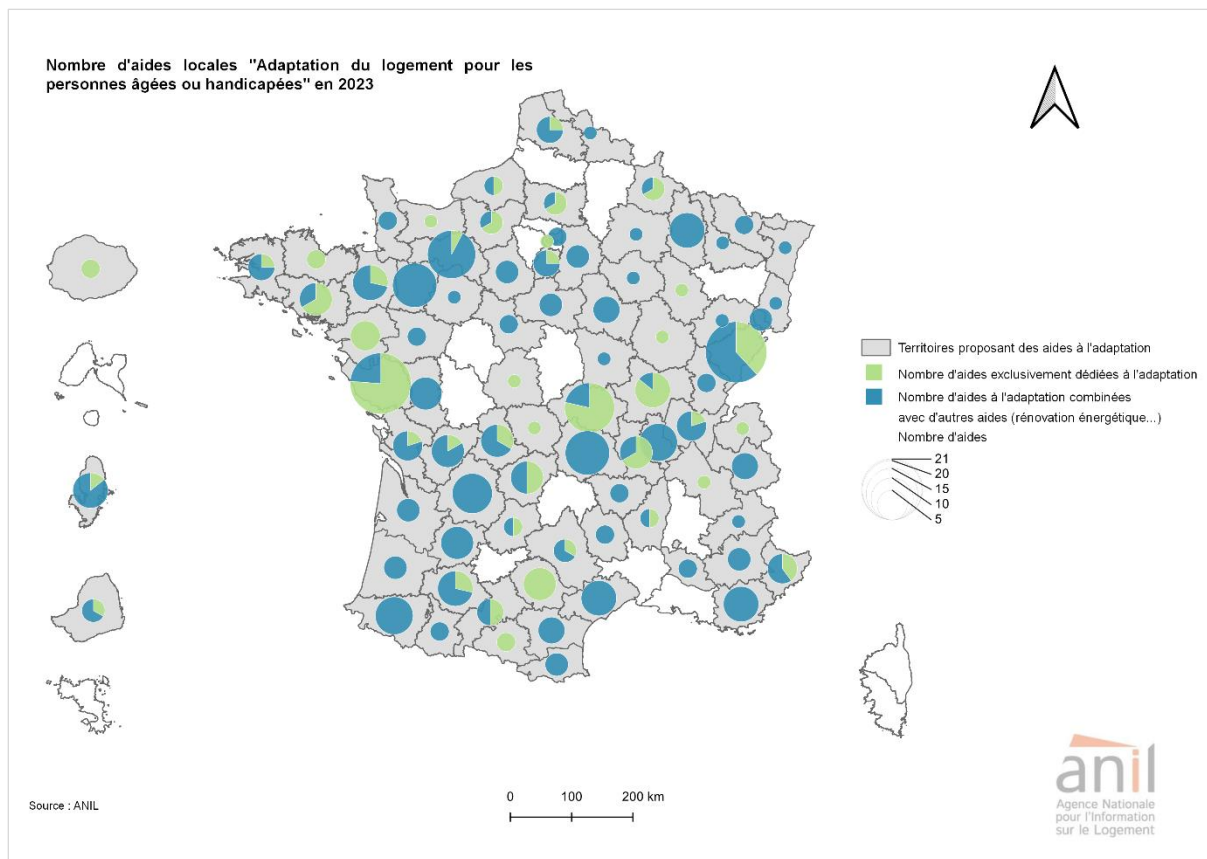 Nombre d'aides locales "Adaptation du logement pour les
personnes âgées ou handicapées" en 2023
Territoires proposant des aides à l'adaptation
Nombre d'aides exclusivement dédiées à l'adaptation
Nombre d'aides à l'adaptation combinées
avec d'autres aides (rénovation énergétique...)
Nombre d'aides
21
20
15
10
5
Source : ANIL
0 100 200 km
anil
Agence Nationale
pour l'Information
sur le Logement